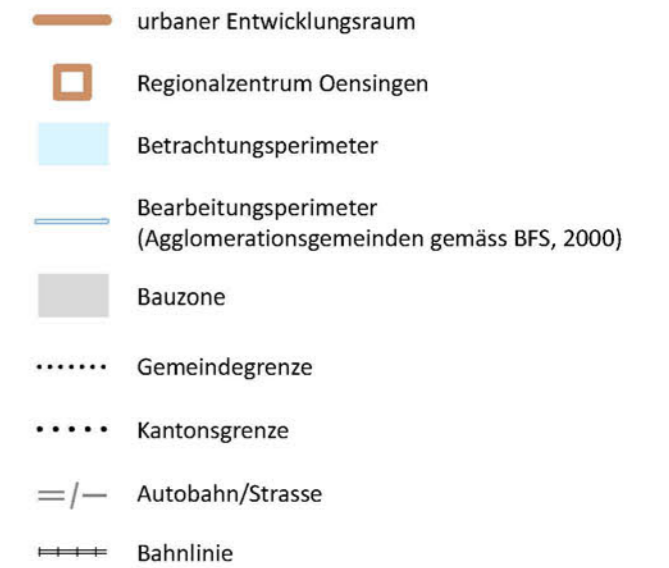 urbaner Entwicklungsraum
Regionalzentrum Oensingen
Betrachtungsperimeter
Bearbeitungsperimeter
(Agglomerationsgemeinden gemäss BFS, 2000)
Bauzone
Gemeindegrenze
Kantonsgrenze
Autobahn/Strasse
Bahnlinie